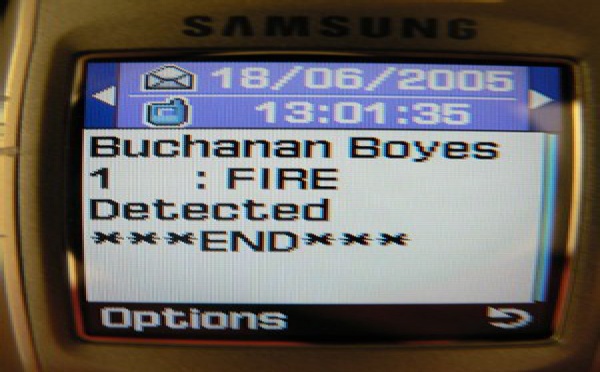 SAMSUNG
18/06/2005
13:01:35
Buchanan Boyes
1 : FIRE
Detected
***END***
Options